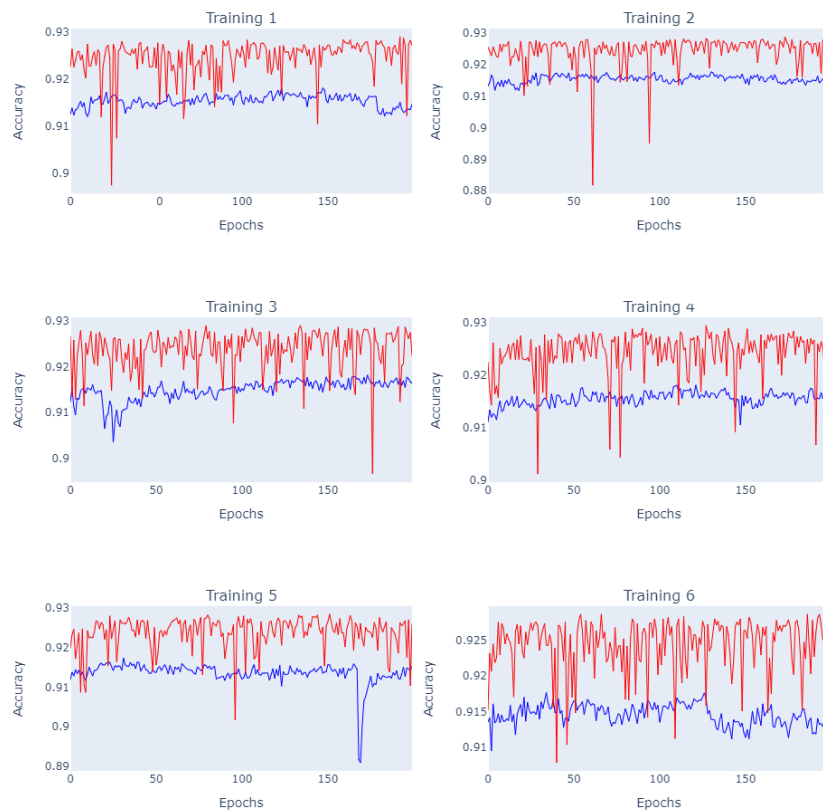 Training 1
Training 2
0.93
0.92
0.91
0.9
Accuracy
0 0 100 150
Epochs
0.93
0.92
0.91
0.9
0.89
0.88
Accuracy
0 50 100 150
Epochs
Training 3
Training 4
0.93
0.92
0.91
0.9
Accuracy
0 50 100 150
Epochs
0.93
0.92
0.91
0.9
Accuracy
0 50 100 150
Epochs
Training 5
Training 6
0.93
0.92
0.91
0.9
0.89
Accuracy
0 50 100 150
Epochs
0.925
0.92
0.915
0.91
Accuracy
0 50 100 150
Epochs